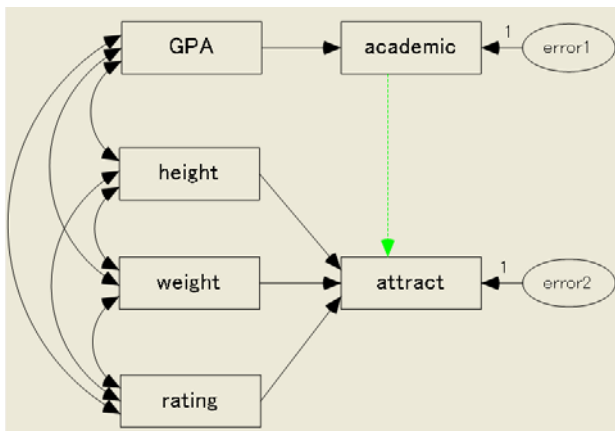 GPA
academic
1
error1
height
weight
attract
1
error2
rating